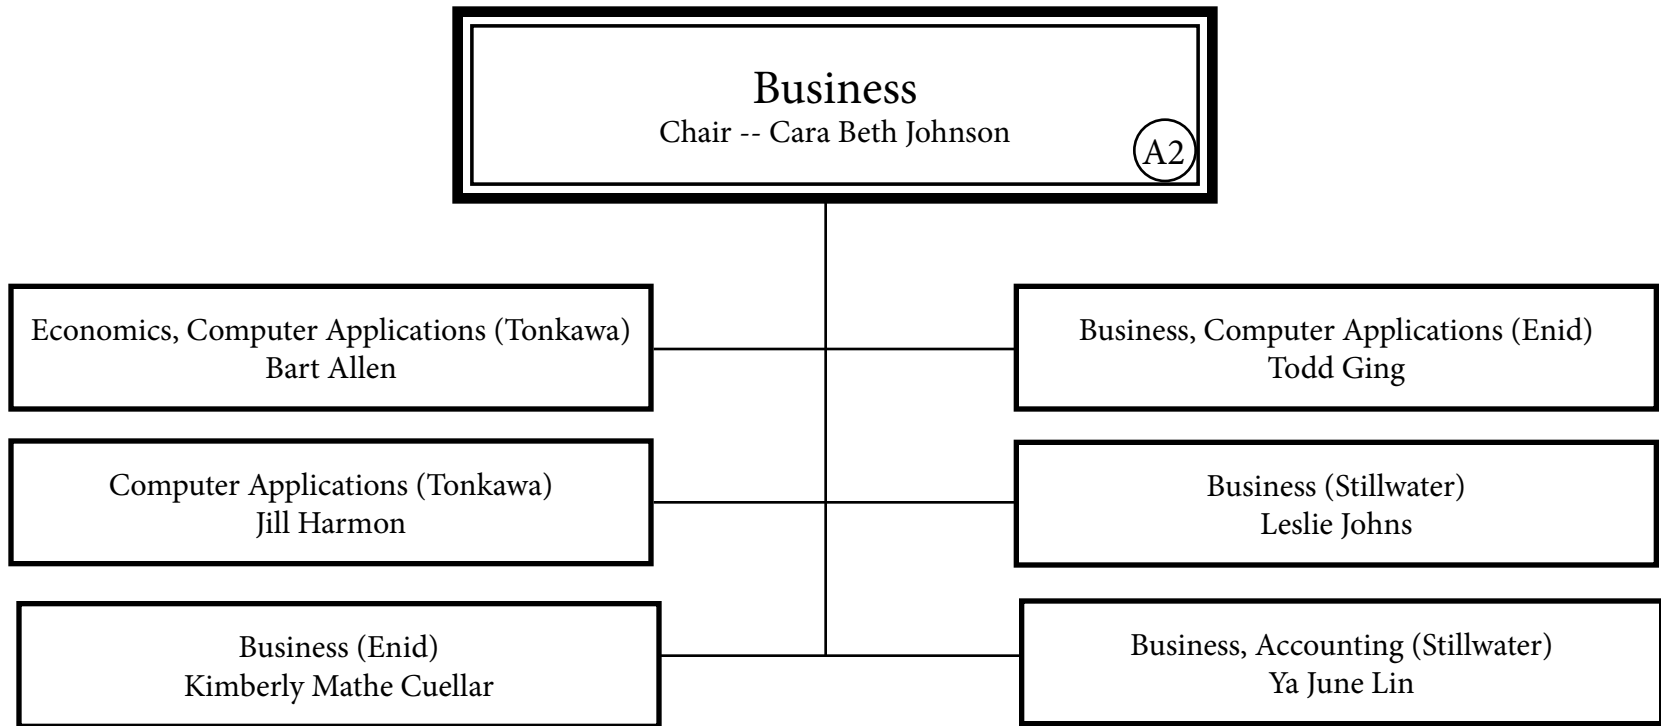 Business
Chair -- Cara Beth Johnson
A2
Economics, Computer Applications (Tonkawa)
Bart Allen
Business, Computer Applications (Enid)
Todd Ging
Computer Applications (Tonkawa)
Jill Harmon
Business (Stillwater)
Leslie Johns
Business (Enid)
Kimberly Mathe Cuellar
Business, Accounting (Stillwater)
Ya June Lin